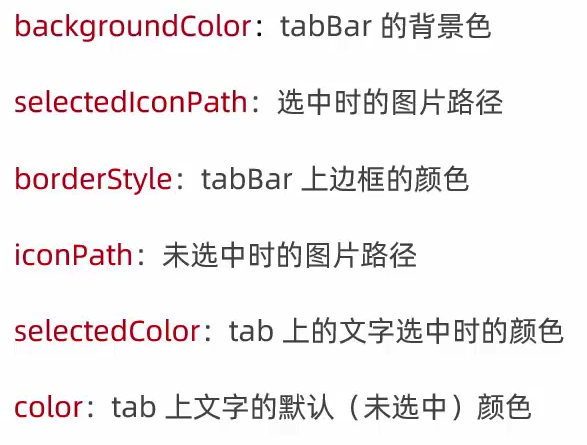 backgroundColor：tabBar 的背景色
selectedIconPath：选中时的图片路径
borderStyle：tabBar 上边框的颜色
iconPath：未选中时的图片路径
selectedColor：tab 上的文字选中时的颜色
color：tab 上文字的默认（未选中）颜色